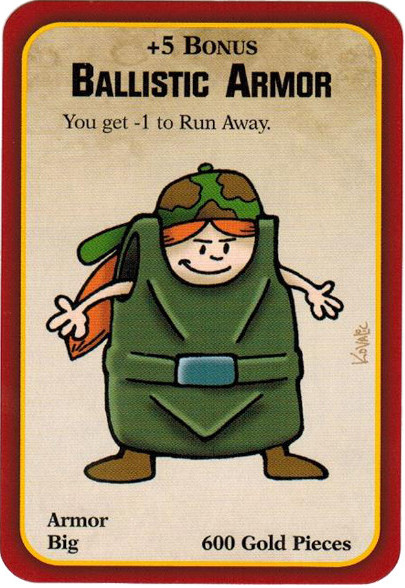 +5 Bonus
Ballistic Armor
You get -1 to Run Away.
Kovalic
Armor
Big 600 Gold Pieces